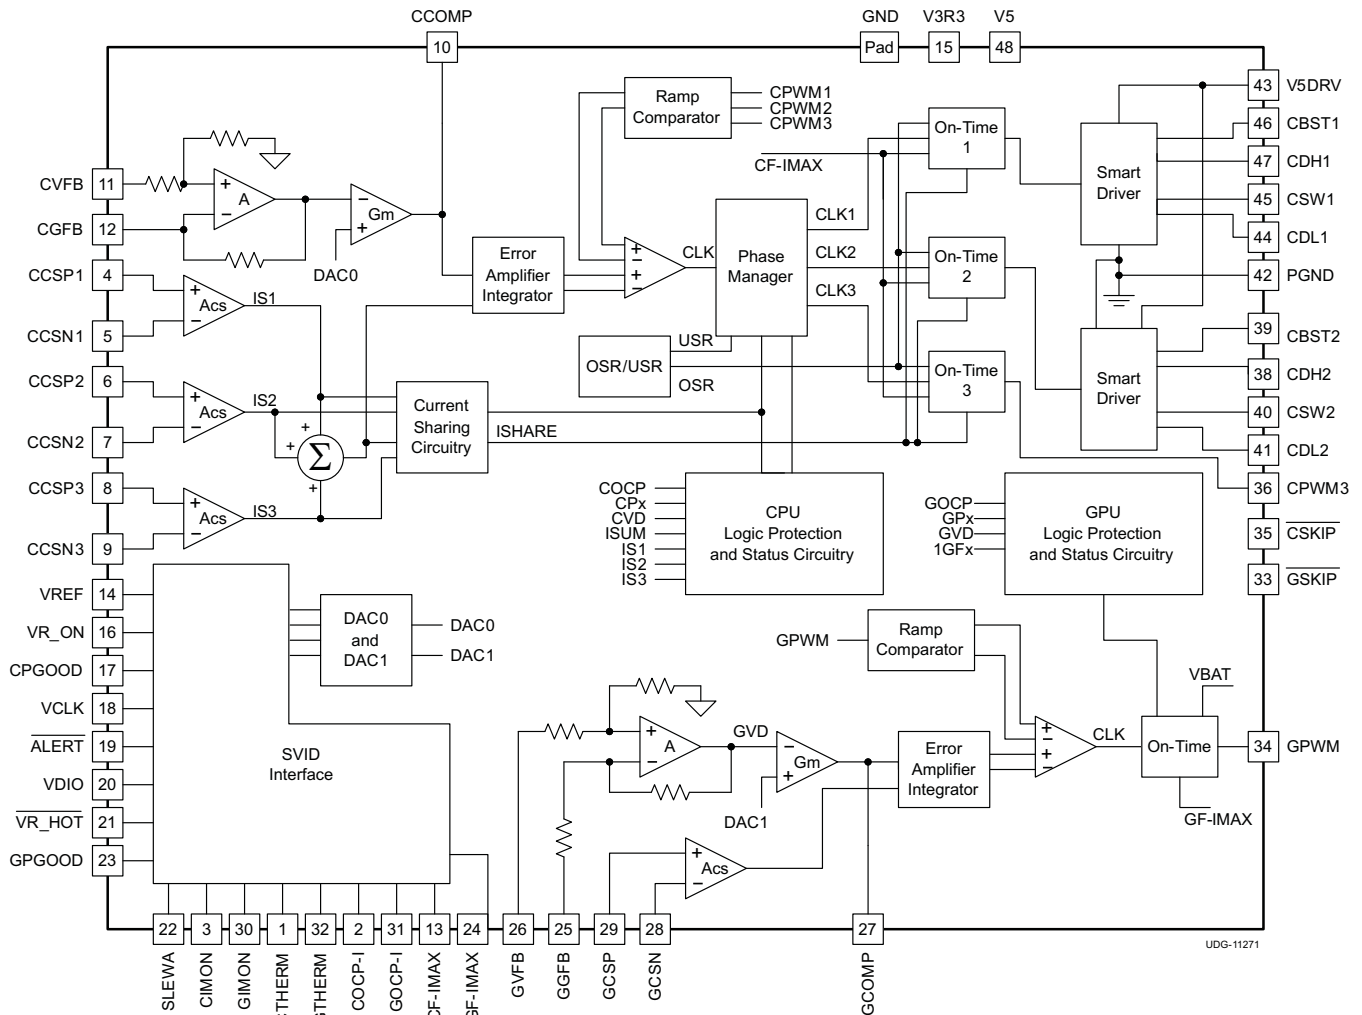 CCOMP
GND V3R3 V5
10 Pad 15 48
CVFB 11
CGFB 12
CCSP1 4
CCSN1 5
CCSP2 6
CCSN2 7
CCSP3 8
CCSN3 9
VREF 14
VR_ON 16
CPGOOD 17
VCLK 18
ALERT 19
VDIO 20
VR_HOT 21
GPGOOD 23
+
A
−
−
Gm
+
DAC0
+
Acs
−
IS1
+
Acs
−
IS2
+
Acs
−
IS3
+
+
Σ
+
Error
Amplifier
Integrator
Ramp
Comparator
CPWM1
CPWM2
CPWM3
CF-IMAX
+
−
+
−
CLK
Phase
Manager
CLK1
CLK2
CLK3
OSR/USR
USR
OSR
Current
Sharing
Circuitry
ISHARE
On-Time
1
On-Time
2
On-Time
3
Smart
Driver
Smart
Driver
43 V5DRV
46 CBST1
47 CDH1
45 CSW1
44 CDL1
42 PGND
39 CBST2
38 CDH2
40 CSW2
41 CDL2
36 CPWM3
35 CSKIP
33 GSKIP
34 GPWM
COCP
CPx
CVD
ISUM
IS1
IS2
IS3
CPU
Logic Protection
and Status Circuitry
GOCP
GPx
GVD
1GFx
GPU
Logic Protection
and Status Circuitry
SVID
Interface
DAC0
and
DAC1
DAC0
DAC1
GPWM
Ramp
Comparator
VBAT
+
A
−
GVD
−
Gm
+
DAC1
Error
Amplifier
Integrator
+
−
+
−
CLK
On-Time
GF-IMAX
+
Acs
−
22 3 30 1 32 2 31 13 24 26 25 29 28 27
SLEWA
CIMON
GIMON
THERM
THERM
COCP-I
GOCP-I
CF-IMAX
GF-IMAX
GVFB
GGFB
GCSP
GCSN
GCOMP
UDG-11271